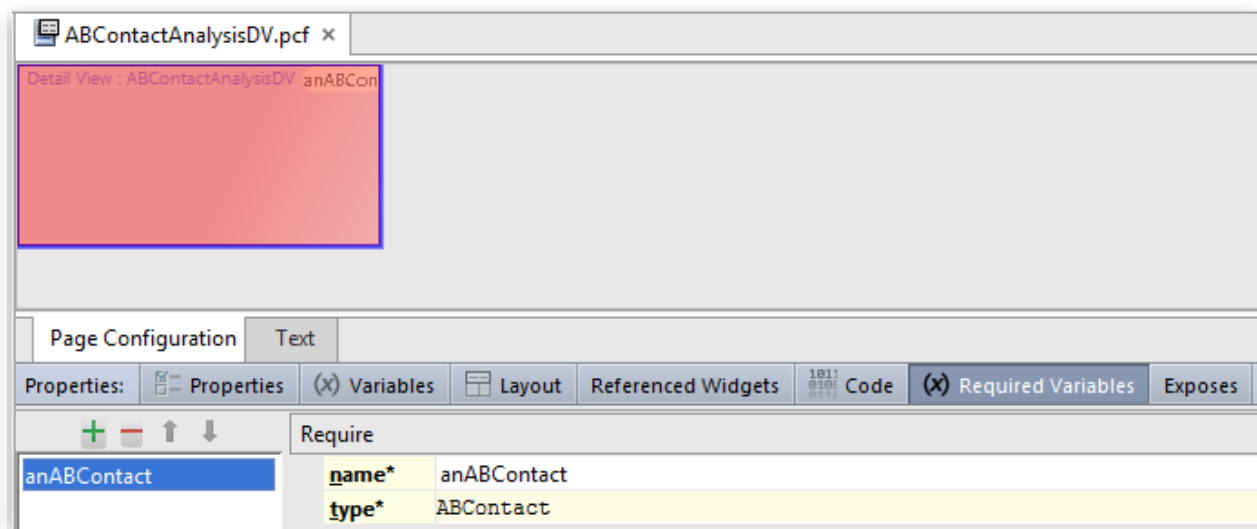 ABContactAnalysisDV.pcf ×
Detail View : ABContactAnalysisDV anABCon
Page Configuration Text
Properties: Properties (x) Variables Layout Referenced Widgets Code (x) Required Variables Exposes
Require
anABContact name* anABContact
type* ABContact